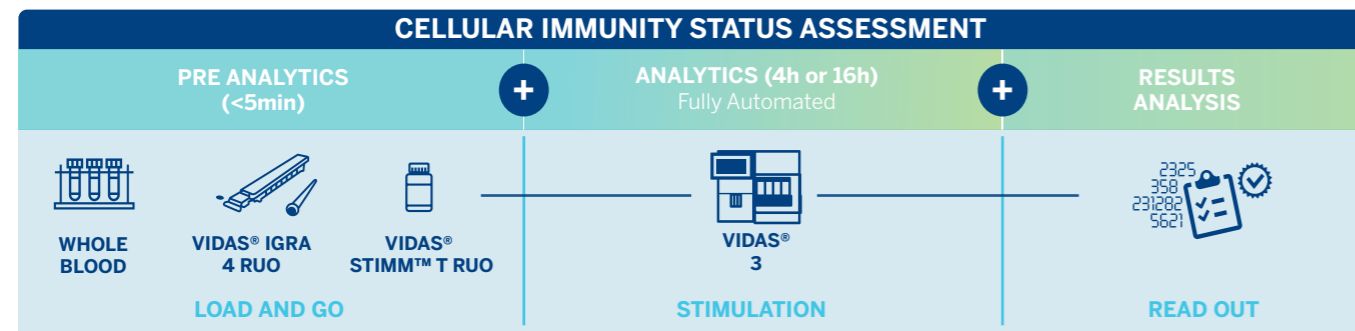 CELLULAR IMMUNITY STATUS ASSESSMENT
PRE ANALYTICS
(<5min)
+
ANALYTICS (4h or 16h)
Fully Automated
+
RESULTS
ANALYSIS
WHOLE
BLOOD
VIDAS® IGRA
4 RUO
VIDAS®
STIMM™ T RUO
VIDAS®
3
2325
358
231282
5621
LOAD AND GO
STIMULATION
READ OUT